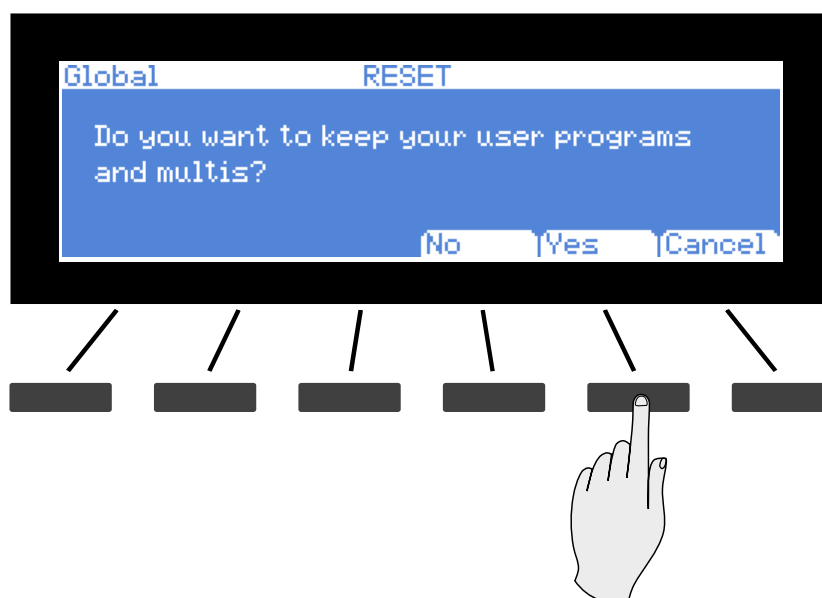 Global RESET
Do you want to keep your user programs
and multis?
No Yes Cancel